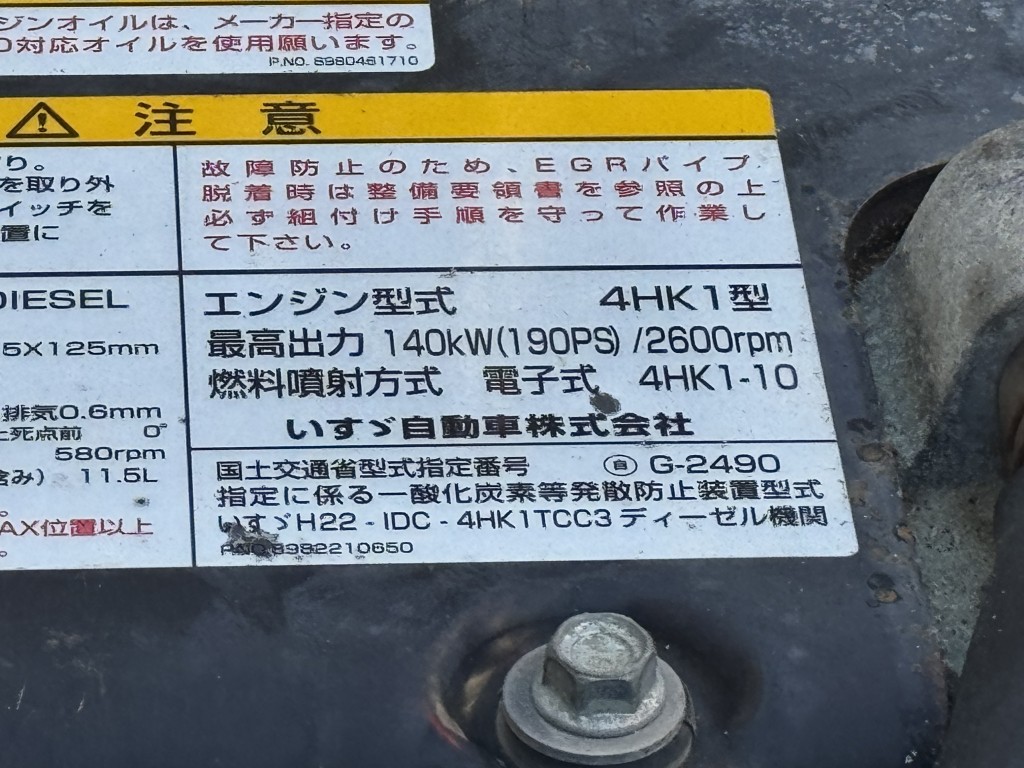 ジンオイルは、メーカー指定の
対応オイルを使用願います。
P.NO. 8980461710
注意
り。
を取り外
イッチを
置に
故障防止のため、EGRパイプ
脱着時は整備要領書を参照の上
必ず組付け手順を守って作業し
て下さい。
DIESEL
5X125mm
排気0.6mm
上死点前 0°
580rpm
含み) 11.5L
。
AX位置以上
。
エンジン型式 4HK1型
最高出力 140kW(190PS) /2600rpm
燃料噴射方式 電子式 4HK1-10
いすゞ自動車株式会社
国土交通省型式指定番号 自 G-2490
指定に係る一酸化炭素等発散防止装置型式
いすゞH22 - IDC - 4HK1TCC3 ディーゼル機関
P.NO.8982210650